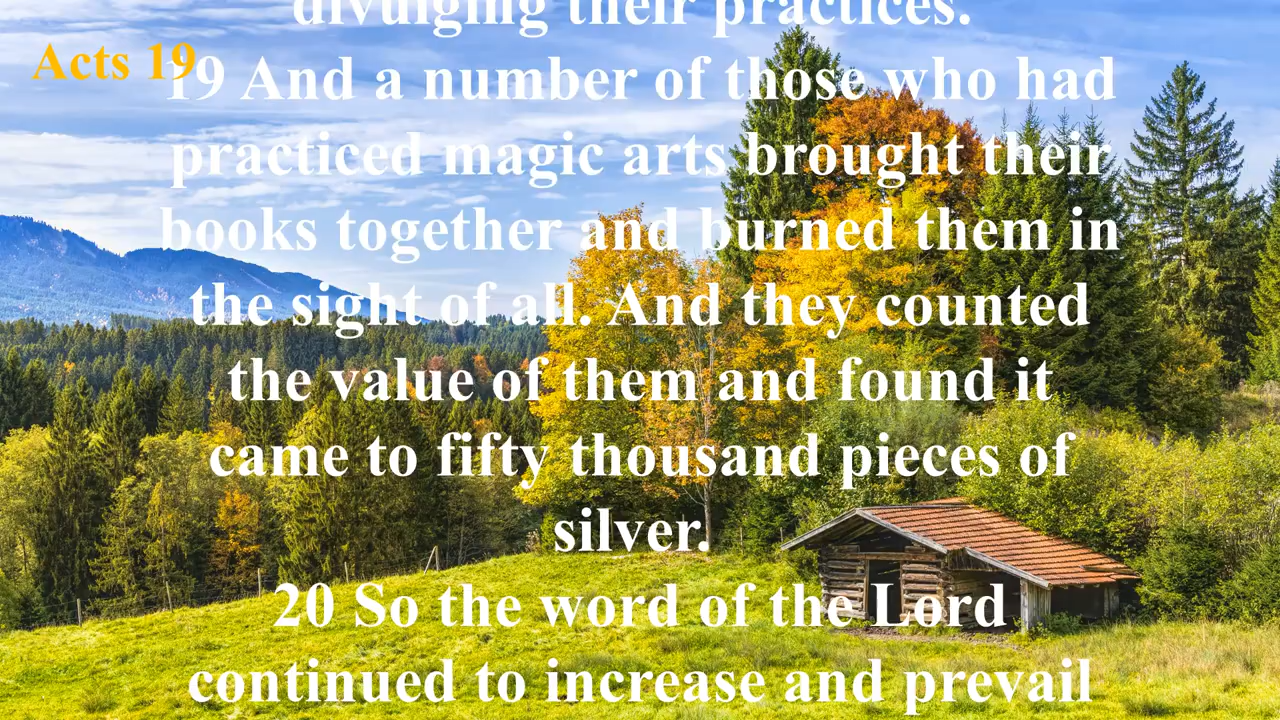 divulging their practices.
Acts 19
19 And a number of those who had
practiced magic arts brought their
books together and burned them in
the sight of all. And they counted
the value of them and found it
came to fifty thousand pieces of
silver.
20 So the word of the Lord
continued to increase and prevail